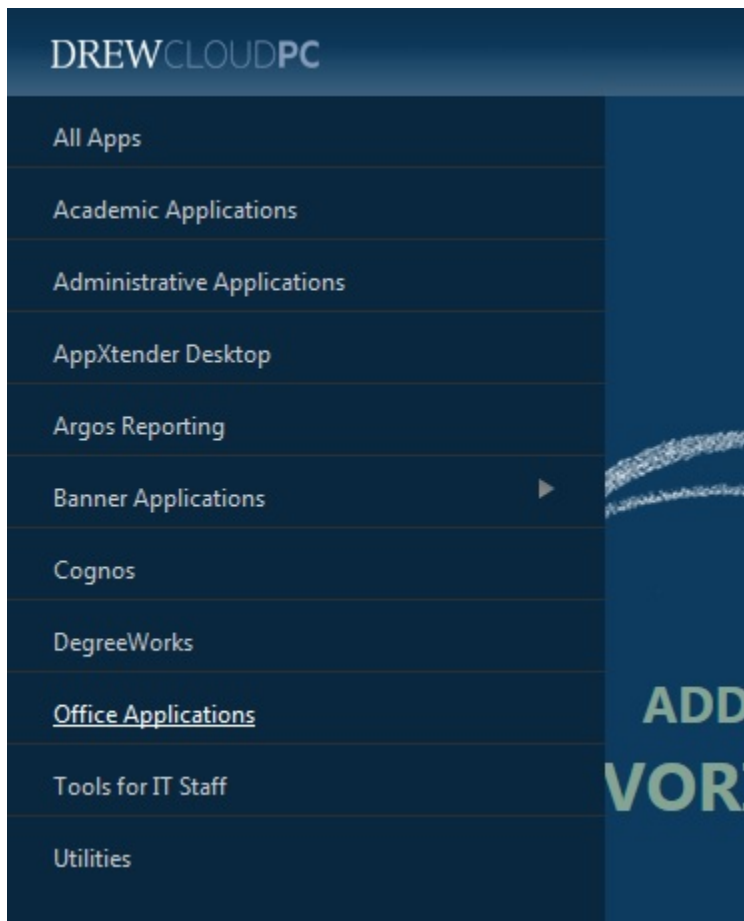 DREWCLOUDPC
All Apps
Academic Applications
Administrative Applications
AppXtender Desktop
Argos Reporting
Banner Applications
Cognos
DegreeWorks
Office Applications
ADD
Tools for IT Staff
Utilities